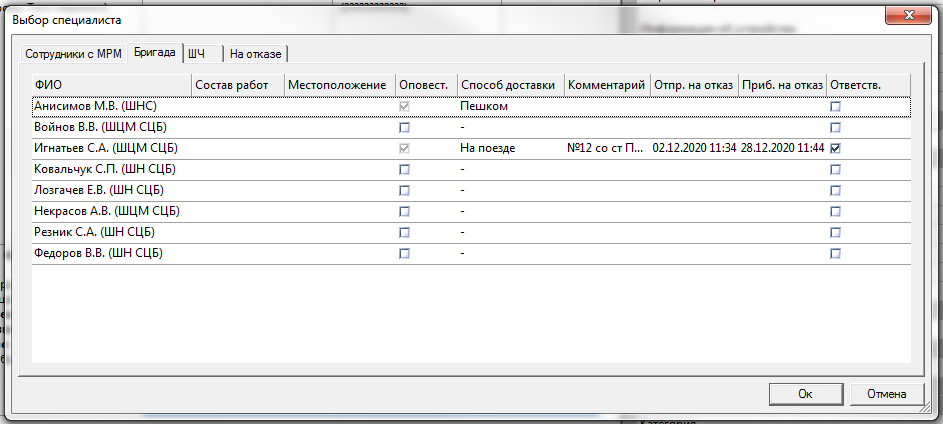 Выбор специалиста
Сотрудники с МРМ Бригада ШЧ На отказе
ФИО Состав работ Местоположение Оповест. Способ доставки Комментарий Отпр. на отказ Приб. на отказ Ответств.
Анисимов М.В. (ШНС) Пешком
Войнов В.В. (ШЦМ СЦБ) -
Игнатьев С.А. (ШЦМ СЦБ) На поезде №12 со ст П... 02.12.2020 11:34 28.12.2020 11:44
Ковальчук С.П. (ШН СЦБ) -
Лозгачев Е.В. (ШН СЦБ) -
Некрасов А.В. (ШЦМ СЦБ) -
Резник С.А. (ШН СЦБ) -
Федоров В.В. (ШН СЦБ) -
Ок Отмена